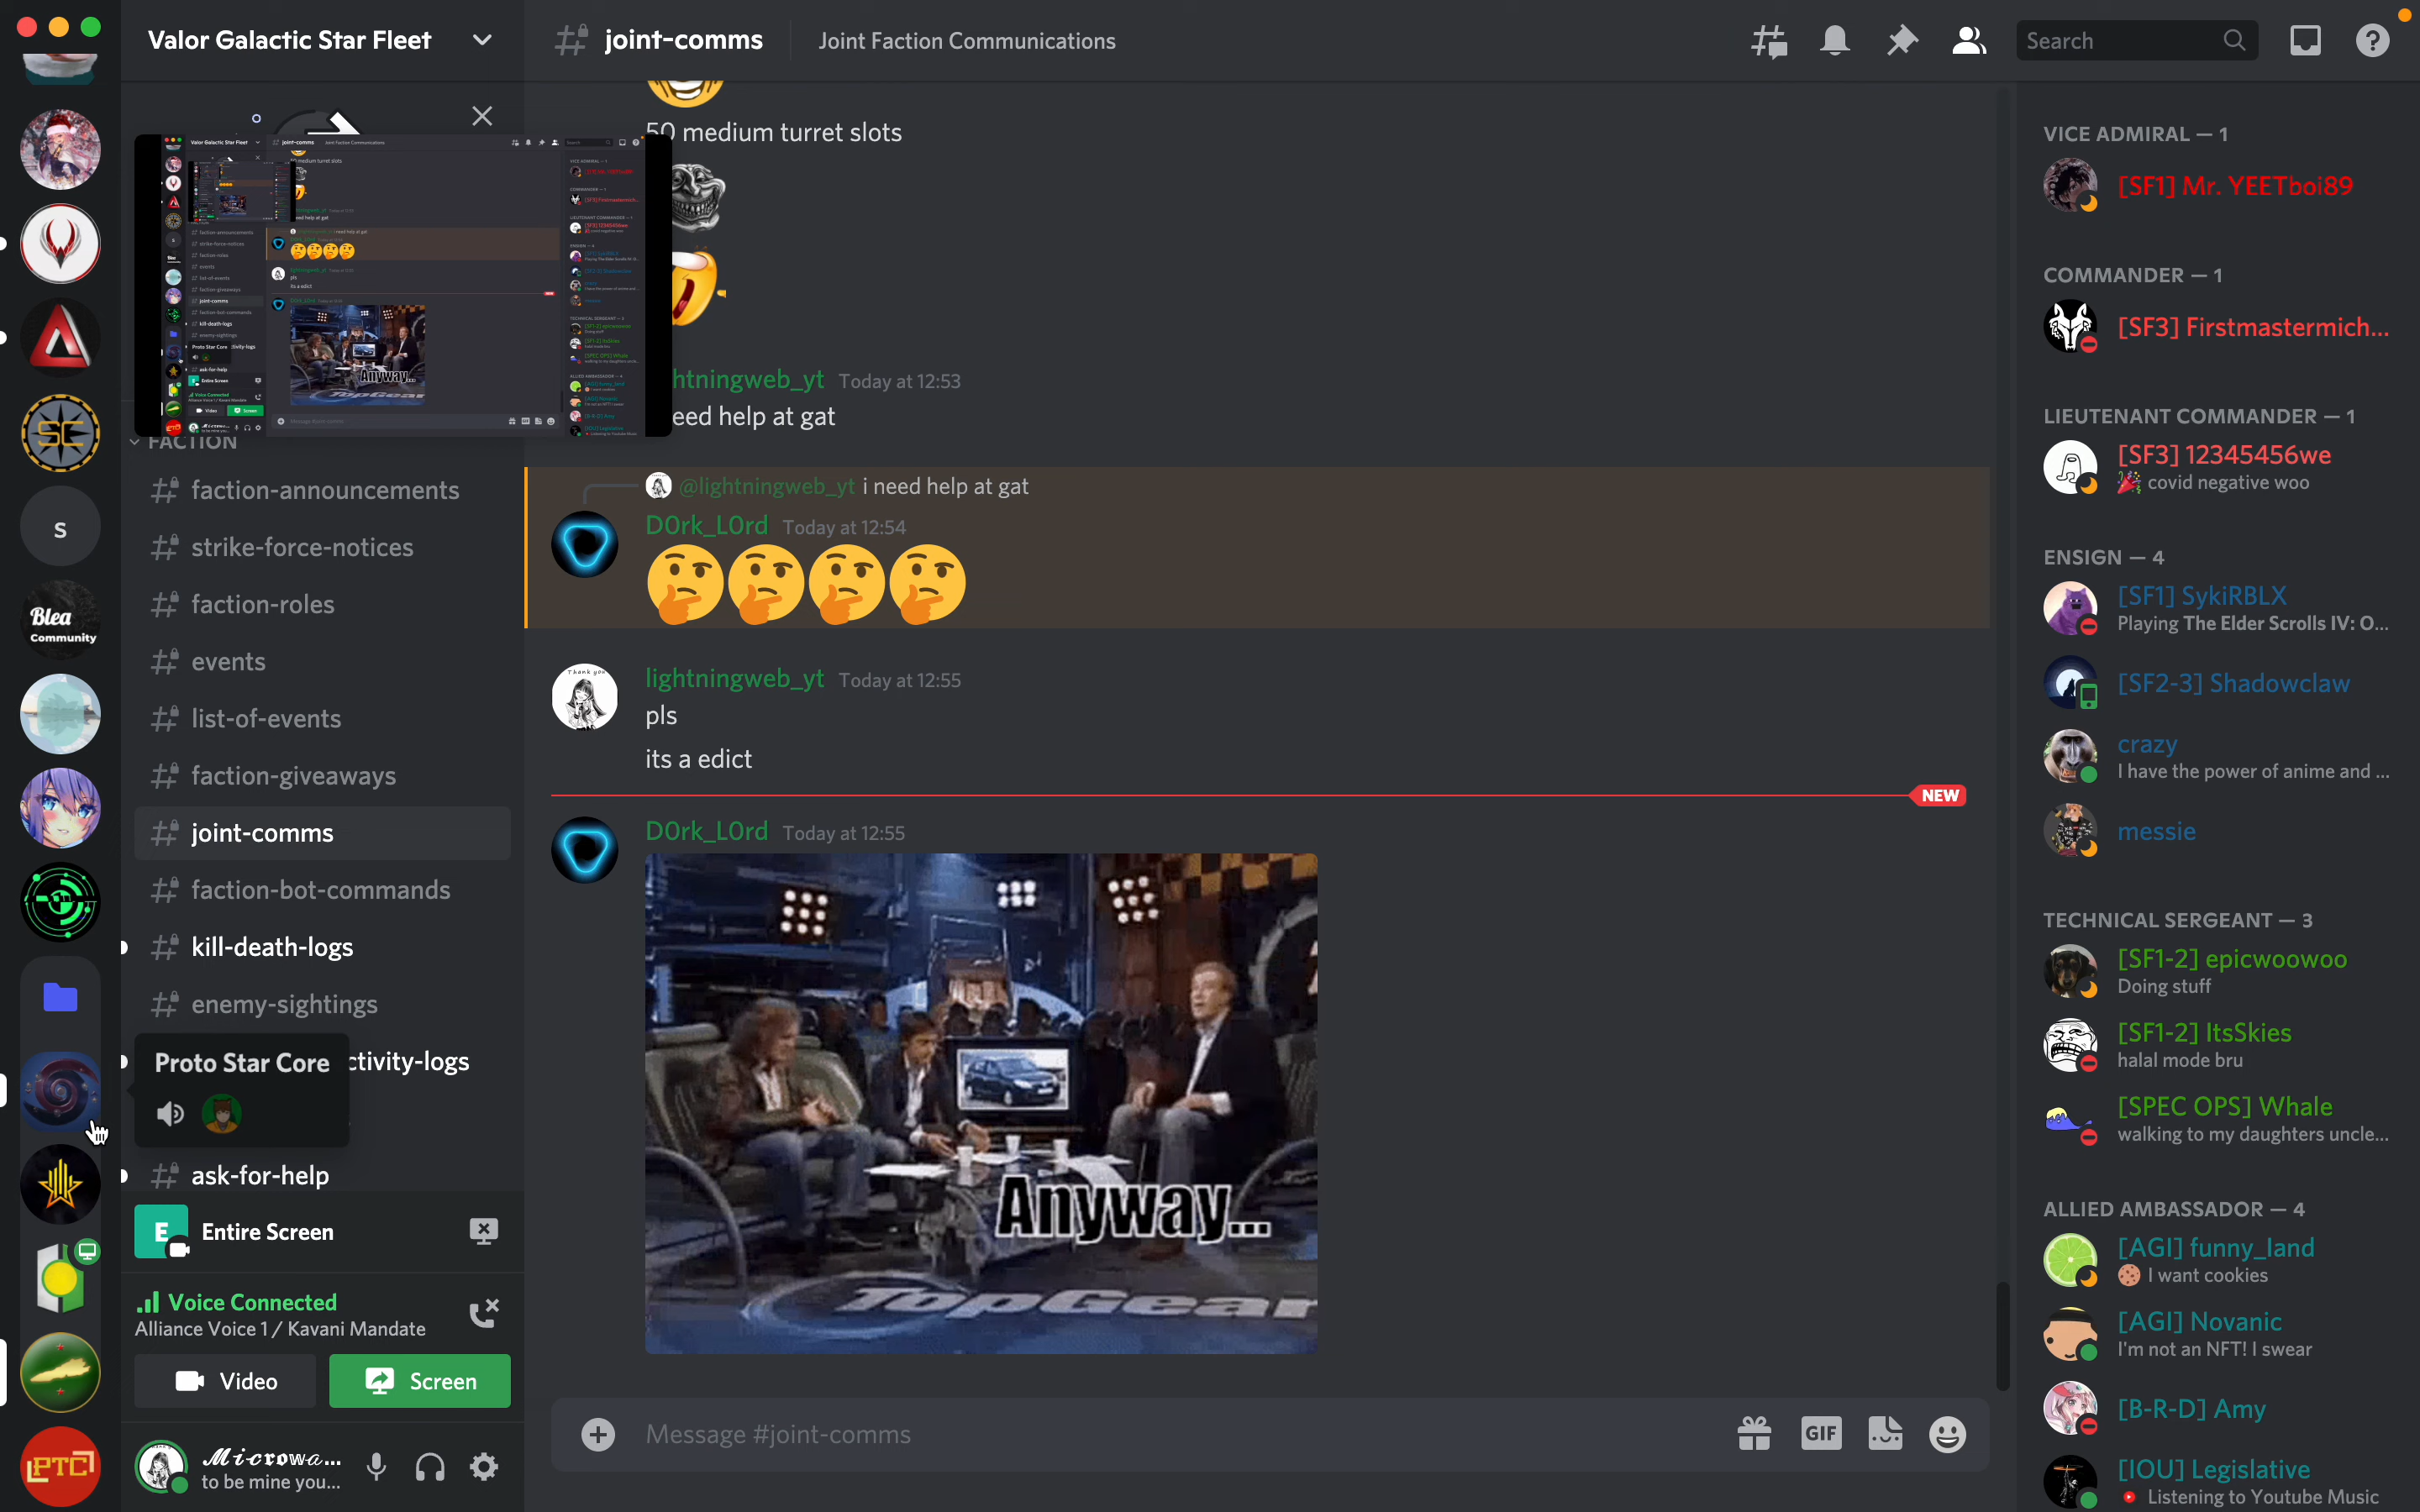 Valor Galactic Star Fleet
joint-comms
Joint Faction Communications
Search
50 medium turret slots
htningweb_yt Today at 12:53
eed help at gat
@lightningweb_yt i need help at gat
D0rk_L0rd Today at 12:54
lightningweb_yt Today at 12:55
pls
its a edict
NEW
D0rk_L0rd Today at 12:55
Anyway...
TopGear
Message #joint-comms
GIF
FACTION
faction-announcements
strike-force-notices
faction-roles
events
list-of-events
faction-giveaways
joint-comms
faction-bot-commands
kill-death-logs
enemy-sightings
ctivity-logs
Proto Star Core
ask-for-help
E Entire Screen
Voice Connected
Alliance Voice 1 / Kavani Mandate
Video
Screen
𝓜𝓲𝓬𝓻𝓸𝔀𝓪...
to be mine you...
SC
s
Blea
Community
PTC
VICE ADMIRAL — 1
[SF1] Mr. YEETboi89
COMMANDER — 1
[SF3] Firstmastermich...
LIEUTENANT COMMANDER — 1
[SF3] 12345456we
covid negative woo
ENSIGN — 4
[SF1] SykiRBLX
Playing The Elder Scrolls IV: O...
[SF2-3] Shadowclaw
crazy
I have the power of anime and ...
messie
TECHNICAL SERGEANT — 3
[SF1-2] epicwoowoo
Doing stuff
[SF1-2] ItsSkies
halal mode bru
[SPEC OPS] Whale
walking to my daughters uncle...
ALLIED AMBASSADOR — 4
[AGI] funny_land
I want cookies
[AGI] Novanic
I'm not an NFT! I swear
[B-R-D] Amy
[IOU] Legislative
Listening to Youtube Music
Thank you